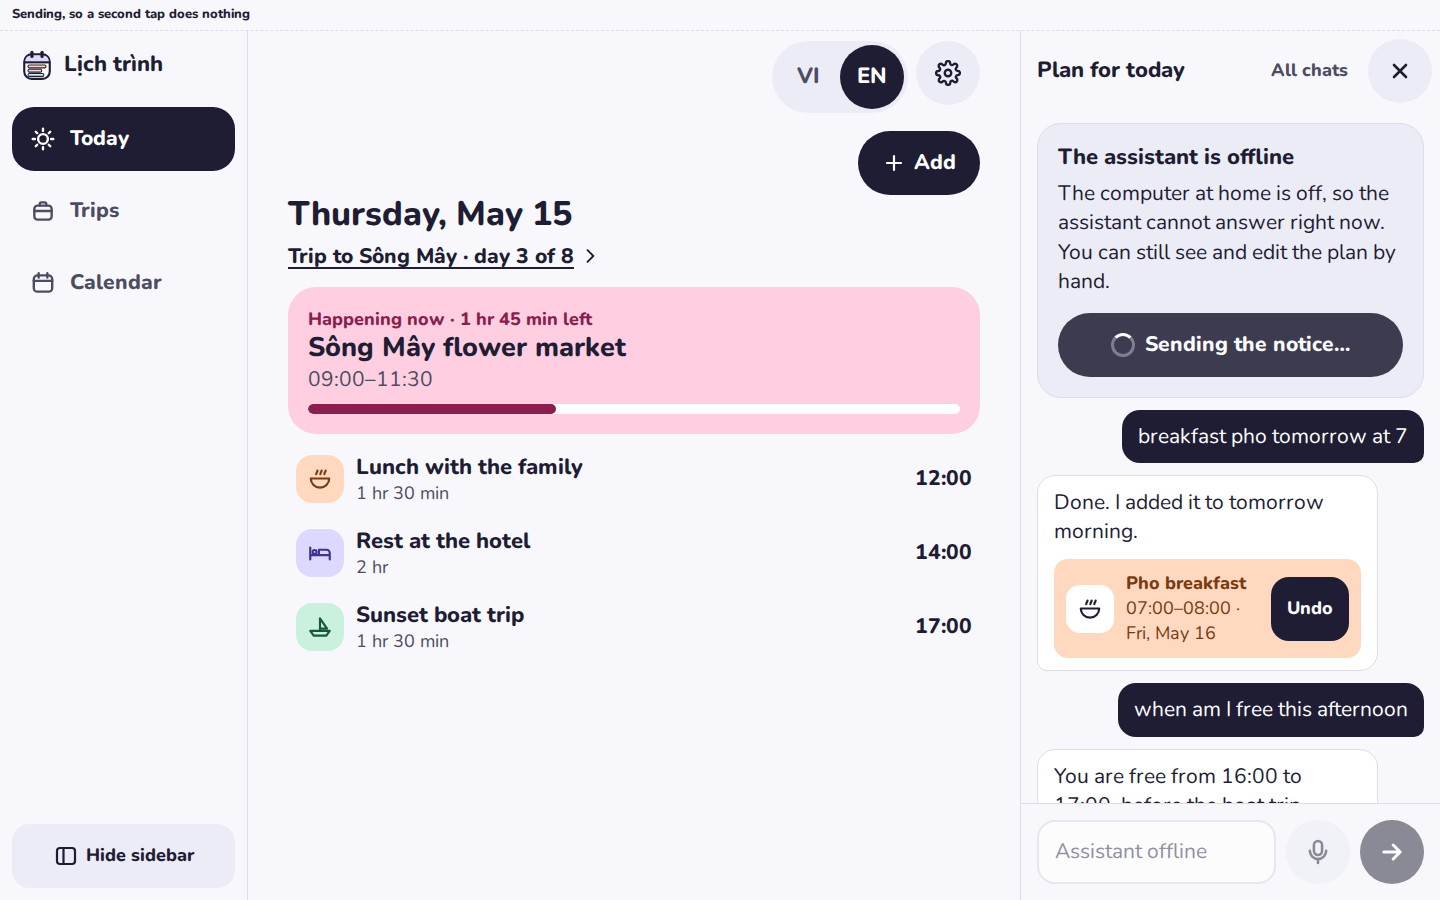 Sending, so a second tap does nothing
Lịch trình
Today
Trips
Calendar
Hide sidebar
VI
EN
Add
Thursday, May 15
Trip to Sông Mây · day 3 of 8
Happening now · 1 hr 45 min left
Sông Mây flower market
09:00–11:30
Lunch with the family
1 hr 30 min
12:00
Rest at the hotel
2 hr
14:00
Sunset boat trip
1 hr 30 min
17:00
Plan for today
All chats
The assistant is offline
The computer at home is off, so the
assistant cannot answer right now.
You can still see and edit the plan by
hand.
Sending the notice...
breakfast pho tomorrow at 7
Done. I added it to tomorrow
morning.
Pho breakfast
07:00–08:00 ·
Fri, May 16
Undo
when am I free this afternoon
You are free from 16:00 to
17:00, before the boat trip.
Assistant offline